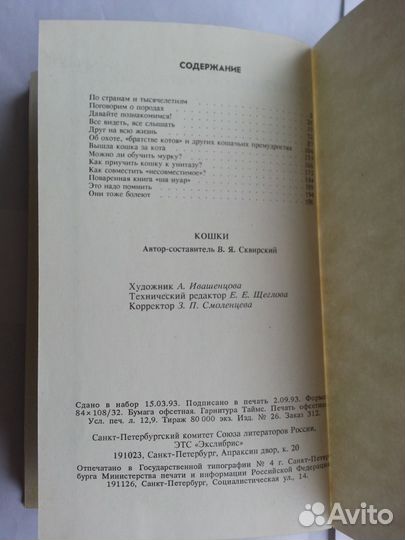 СОДЕРЖАНИЕ
По странам и тысячелетиям
Поговорим о породах
Давайте познакомимся!
Все видеть, все слышать
Друг на всю жизнь
Об охоте, «братстве котов» и других кошачьих премудростях
Вышла кошка за кота
Можно ли обучить мурку?
Как приучить кошку к унитазу?
Как совместить «несовместимое»?
Поваренная книга «ша нуар»
Это надо помнить
Они тоже болеют
КОШКИ
Автор-составитель В. Я. Сквирский
Художник А. Ивашенцова
Технический редактор Е. Е. Щеглова
Корректор З. П. Смоленцева
Сдано в набор 15.03.93. Подписано в печать 2.09.93. Формат
84×108/32. Бумага офсетная. Гарнитура Таймс. Печать офсетная.
Усл. печ. л. 12,9. Тираж 80 000 экз. Изд. № 26. Заказ 312.
Санкт-Петербургский комитет Союза литераторов России,
ЭТС «Экслибрис»
191023, Санкт-Петербург, Апраксин двор, к. 20
Отпечатано в Государственной типографии № 4 г. Санкт-Петер-
бурга Министерства печати и информации Российской Федерации
191126, Санкт-Петербург, Социалистическая ул., 14.
Avito